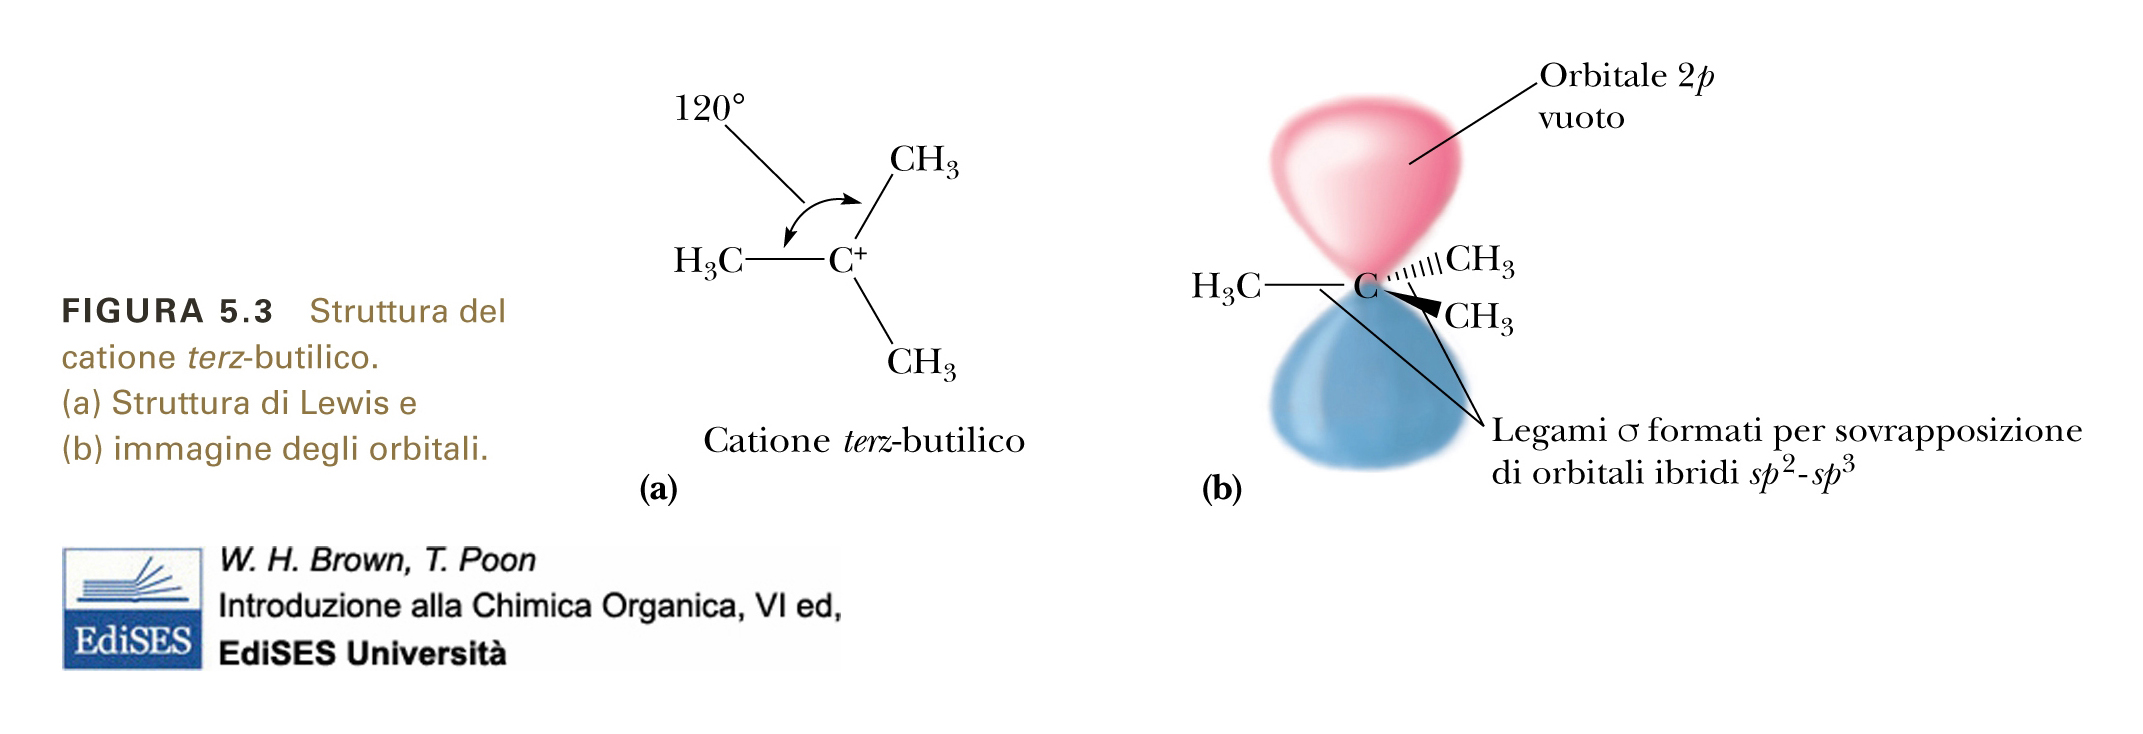 FIGURA 5.3 Struttura del
catione terz-butilico.
(a) Struttura di Lewis e
(b) immagine degli orbitali.
120°
CH₃
H₃C C⁺
CH₃
Catione terz-butilico
(a)
Orbitale 2p
vuoto
H₃C C CH₃
CH₃
Legami σ formati per sovrapposizione
di orbitali ibridi sp²-sp³
(b)
EdiSES
W. H. Brown, T. Poon
Introduzione alla Chimica Organica, VI ed,
EdiSES Università